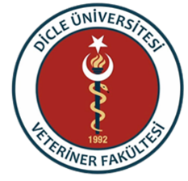 DİCLE ÜNİVERSİTESİ
1992
VETERİNER FAKÜLTESİ